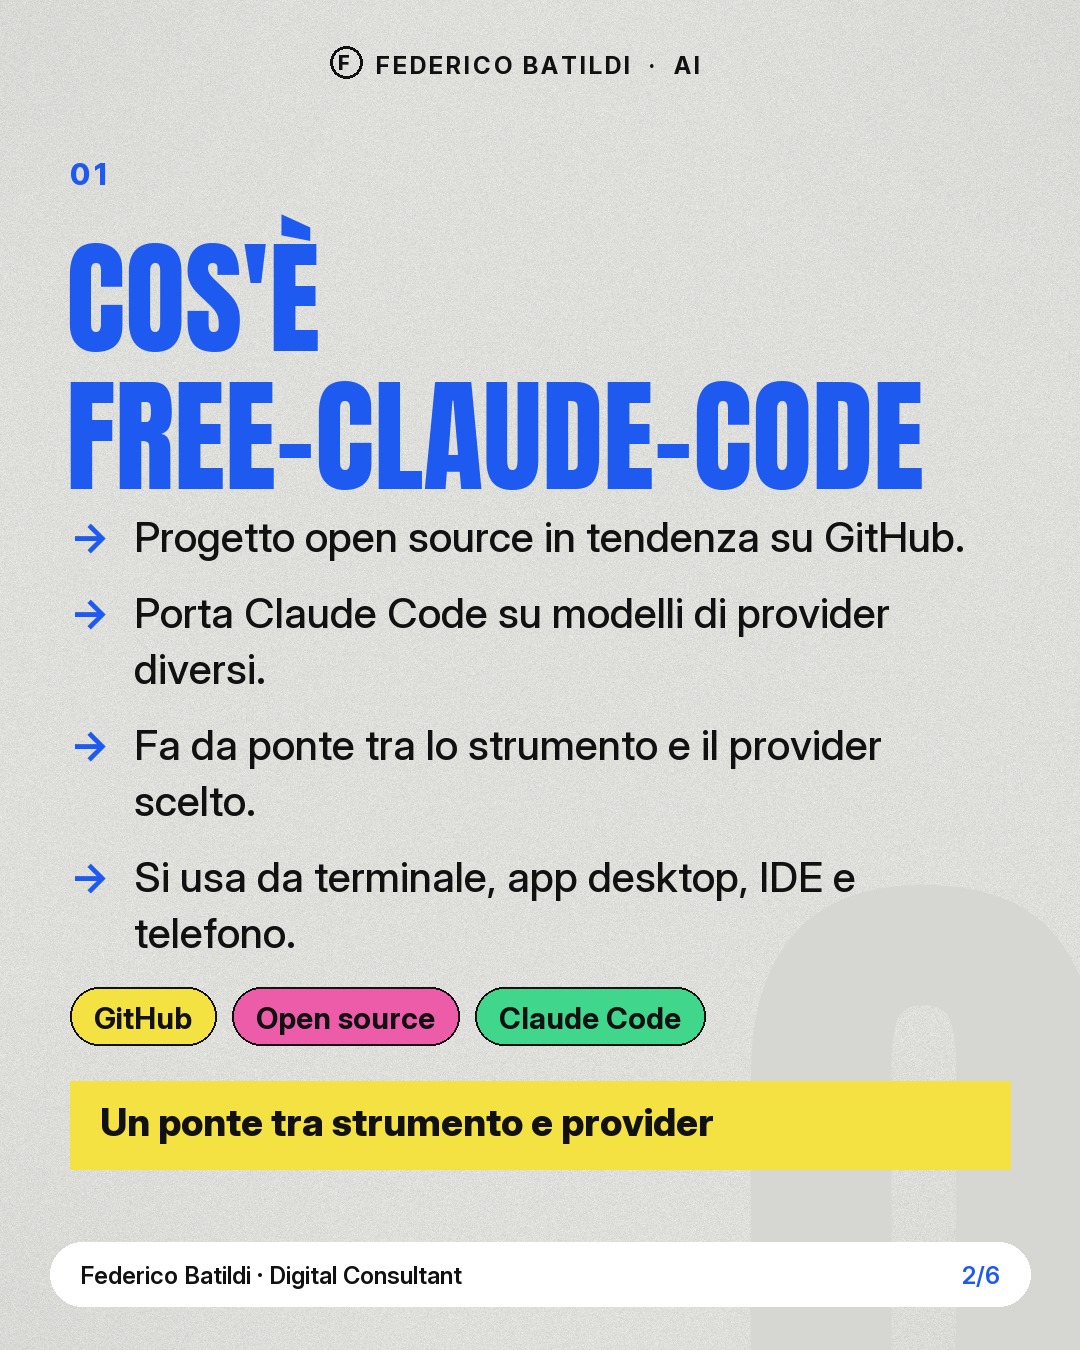 F FEDERICO BATILDI · AI
01
COS'È
FREE-CLAUDE-CODE
→ Progetto open source in tendenza su GitHub.
→ Porta Claude Code su modelli di provider
diversi.
→ Fa da ponte tra lo strumento e il provider
scelto.
→ Si usa da terminale, app desktop, IDE e
telefono.
GitHub Open source Claude Code
Un ponte tra strumento e provider
Federico Batildi · Digital Consultant 2/6